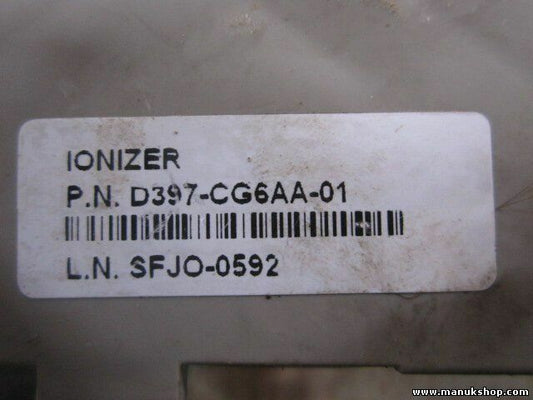 IONIZER
P.N. D397-CG6AA-01
L.N. SFJO-0592
www.manukshop.com